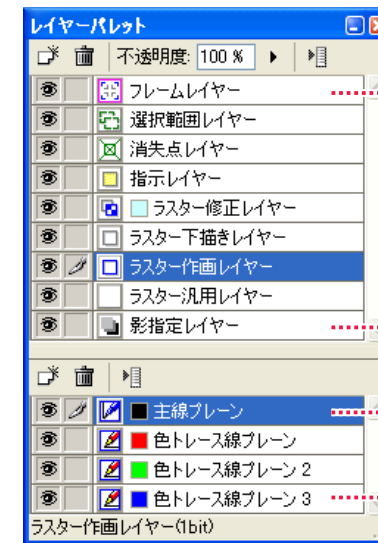 レイヤーパレット
不透明度: 100 %
フレームレイヤー
選択範囲レイヤー
消失点レイヤー
指示レイヤー
ラスター修正レイヤー
ラスター下描きレイヤー
ラスター作画レイヤー
ラスター汎用レイヤー
影指定レイヤー
主線プレーン
色トレース線プレーン
色トレース線プレーン 2
色トレース線プレーン 3
ラスター作画レイヤー(1bit)